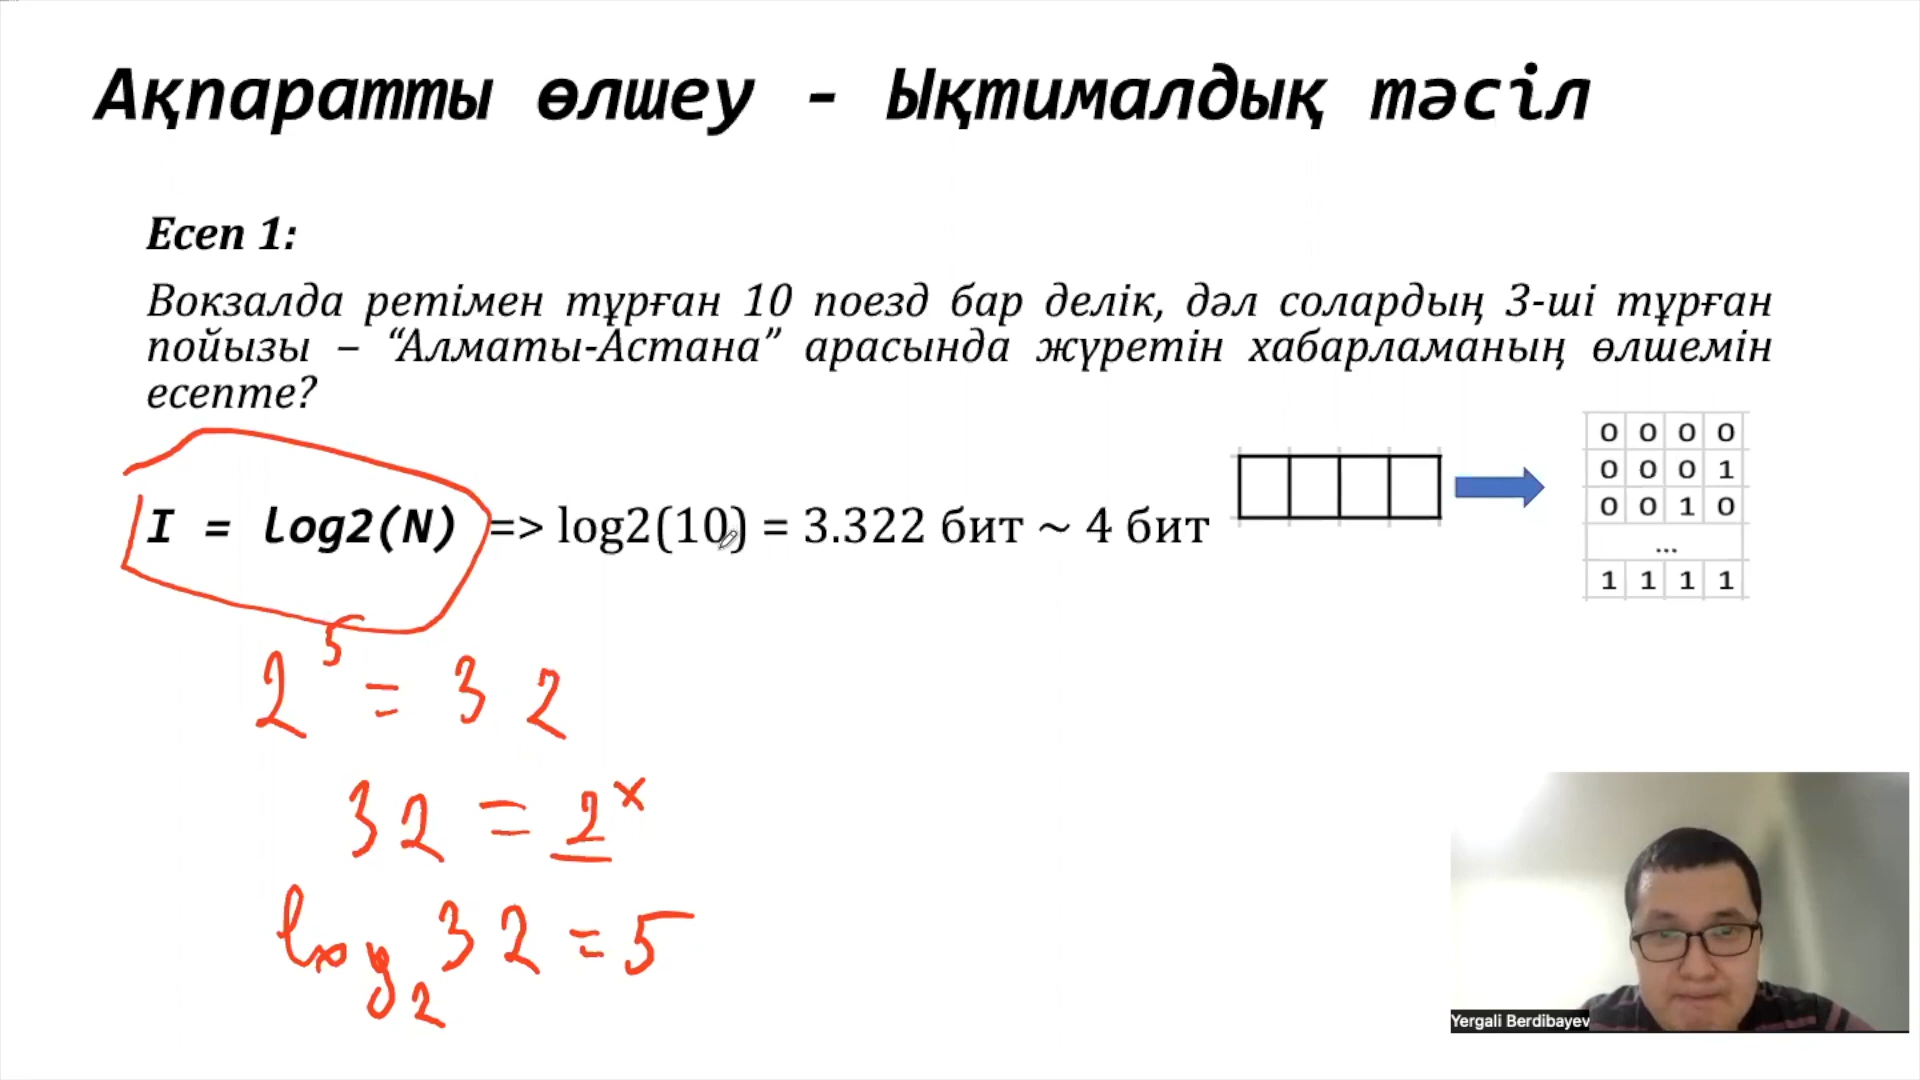 Ақпаратты өлшеу - Ықтималдық тәсіл
Есеп 1:
Вокзалда ретімен тұрған 10 поезд бар делік, дәл солардың 3-ші тұрған
пойызы – “Алматы-Астана” арасында жүретін хабарламаның өлшемін
есепте?
I = log2(N) => log2(10) = 3.322 бит ~ 4 бит
0 0 0 0
0 0 0 1
0 0 1 0
...
1 1 1 1
2⁵ = 32
32 = 2ˣ
log₂ 32 = 5
Yergali Berdibayev